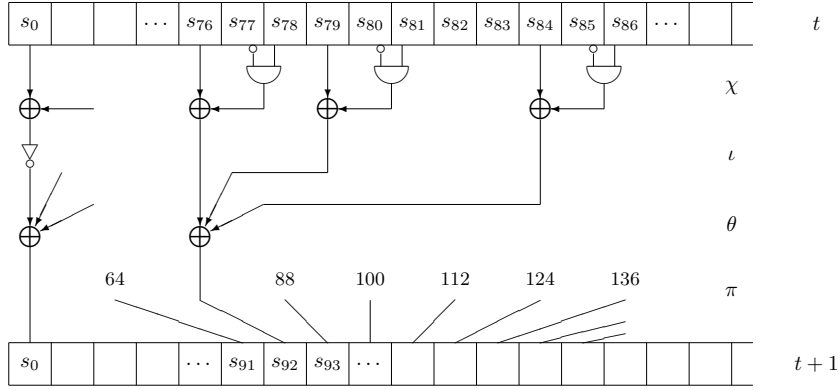 s0 ⋯ s76 s77 s78 s79 s80 s81 s82 s83 s84 s85 s86 ⋯ t
χ
ι
θ
64 88 100 112 124 136 π
s0 ⋯ s91 s92 s93 ⋯ t + 1